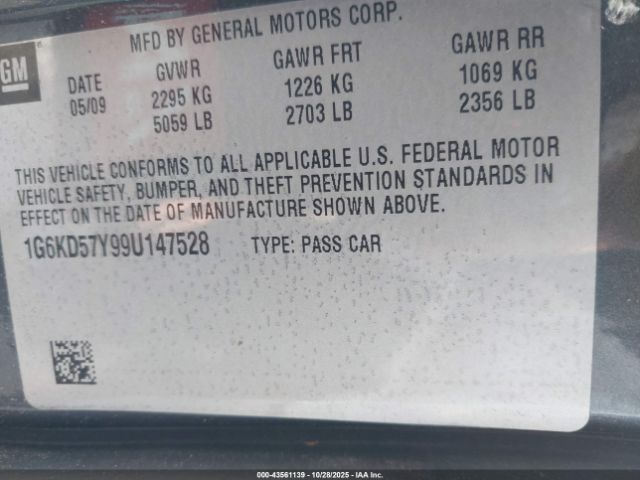 MFD BY GENERAL MOTORS CORP.
GM
DATE GVWR GAWR FRT GAWR RR
05/09 2295 KG 1226 KG 1069 KG
5059 LB 2703 LB 2356 LB
THIS VEHICLE CONFORMS TO ALL APPLICABLE U.S. FEDERAL MOTOR
VEHICLE SAFETY, BUMPER, AND THEFT PREVENTION STANDARDS IN
EFFECT ON THE DATE OF MANUFACTURE SHOWN ABOVE.
1G6KD57Y99U147528 TYPE: PASS CAR
000-43561139 10/28/2025 - IAA Inc.